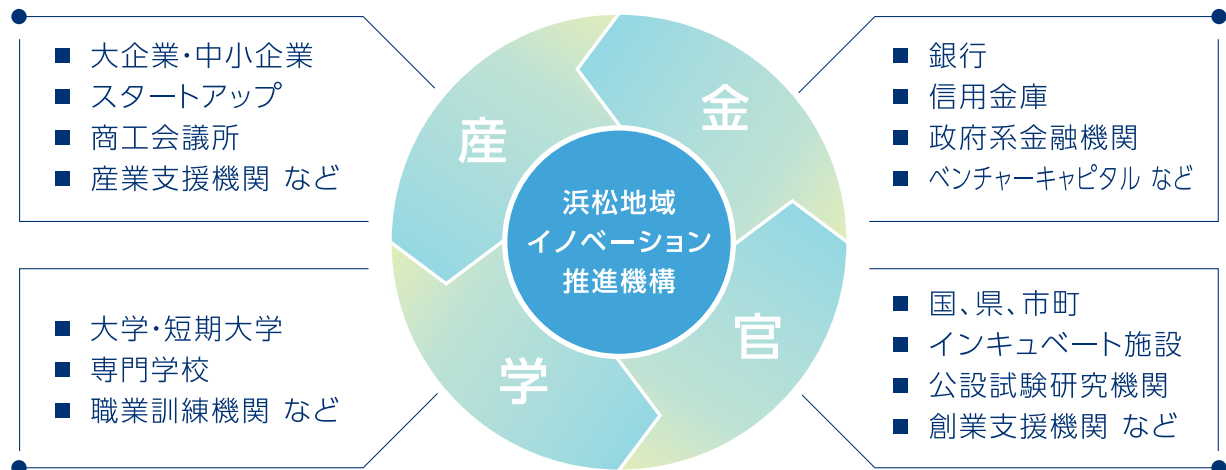 ■ 大企業・中小企業
■ スタートアップ
■ 商工会議所
■ 産業支援機関 など
産
金
■ 銀行
■ 信用金庫
■ 政府系金融機関
■ ベンチャーキャピタル など
浜松地域
イノベーション
推進機構
■ 大学・短期大学
■ 専門学校
■ 職業訓練機関 など
学
官
■ 国、県、市町
■ インキュベート施設
■ 公設試験研究機関
■ 創業支援機関 など